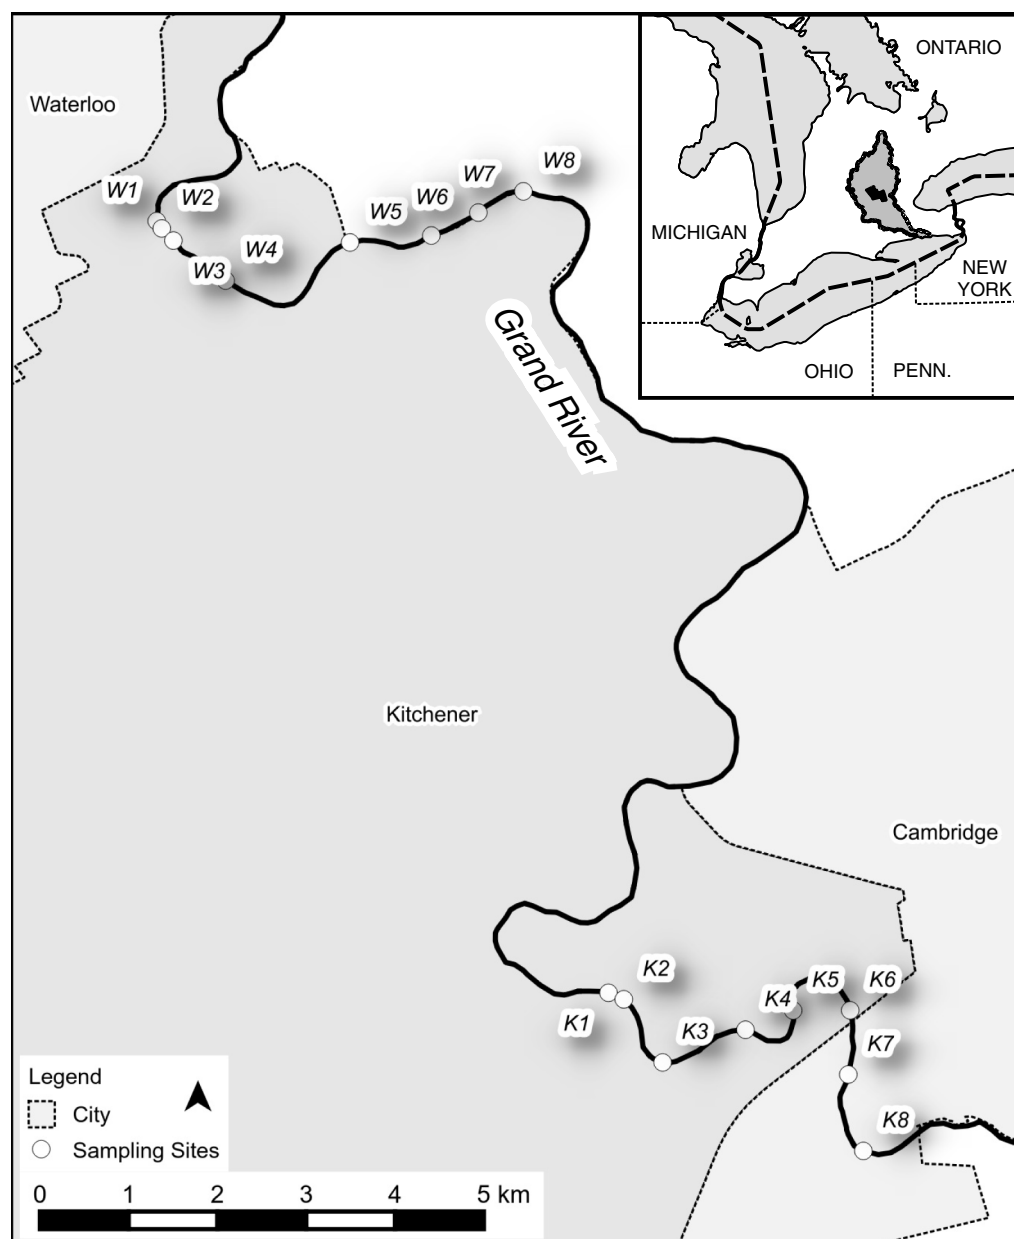 ONTARIO
Waterloo
W1
W2
W3
W4
W5
W6
W7
W8
MICHIGAN
NEW
YORK
OHIO
PENN.
Grand River
Kitchener
Cambridge
K1
K2
K3
K4
K5
K6
K7
K8
Legend
City
Sampling Sites
0 1 2 3 4 5 km